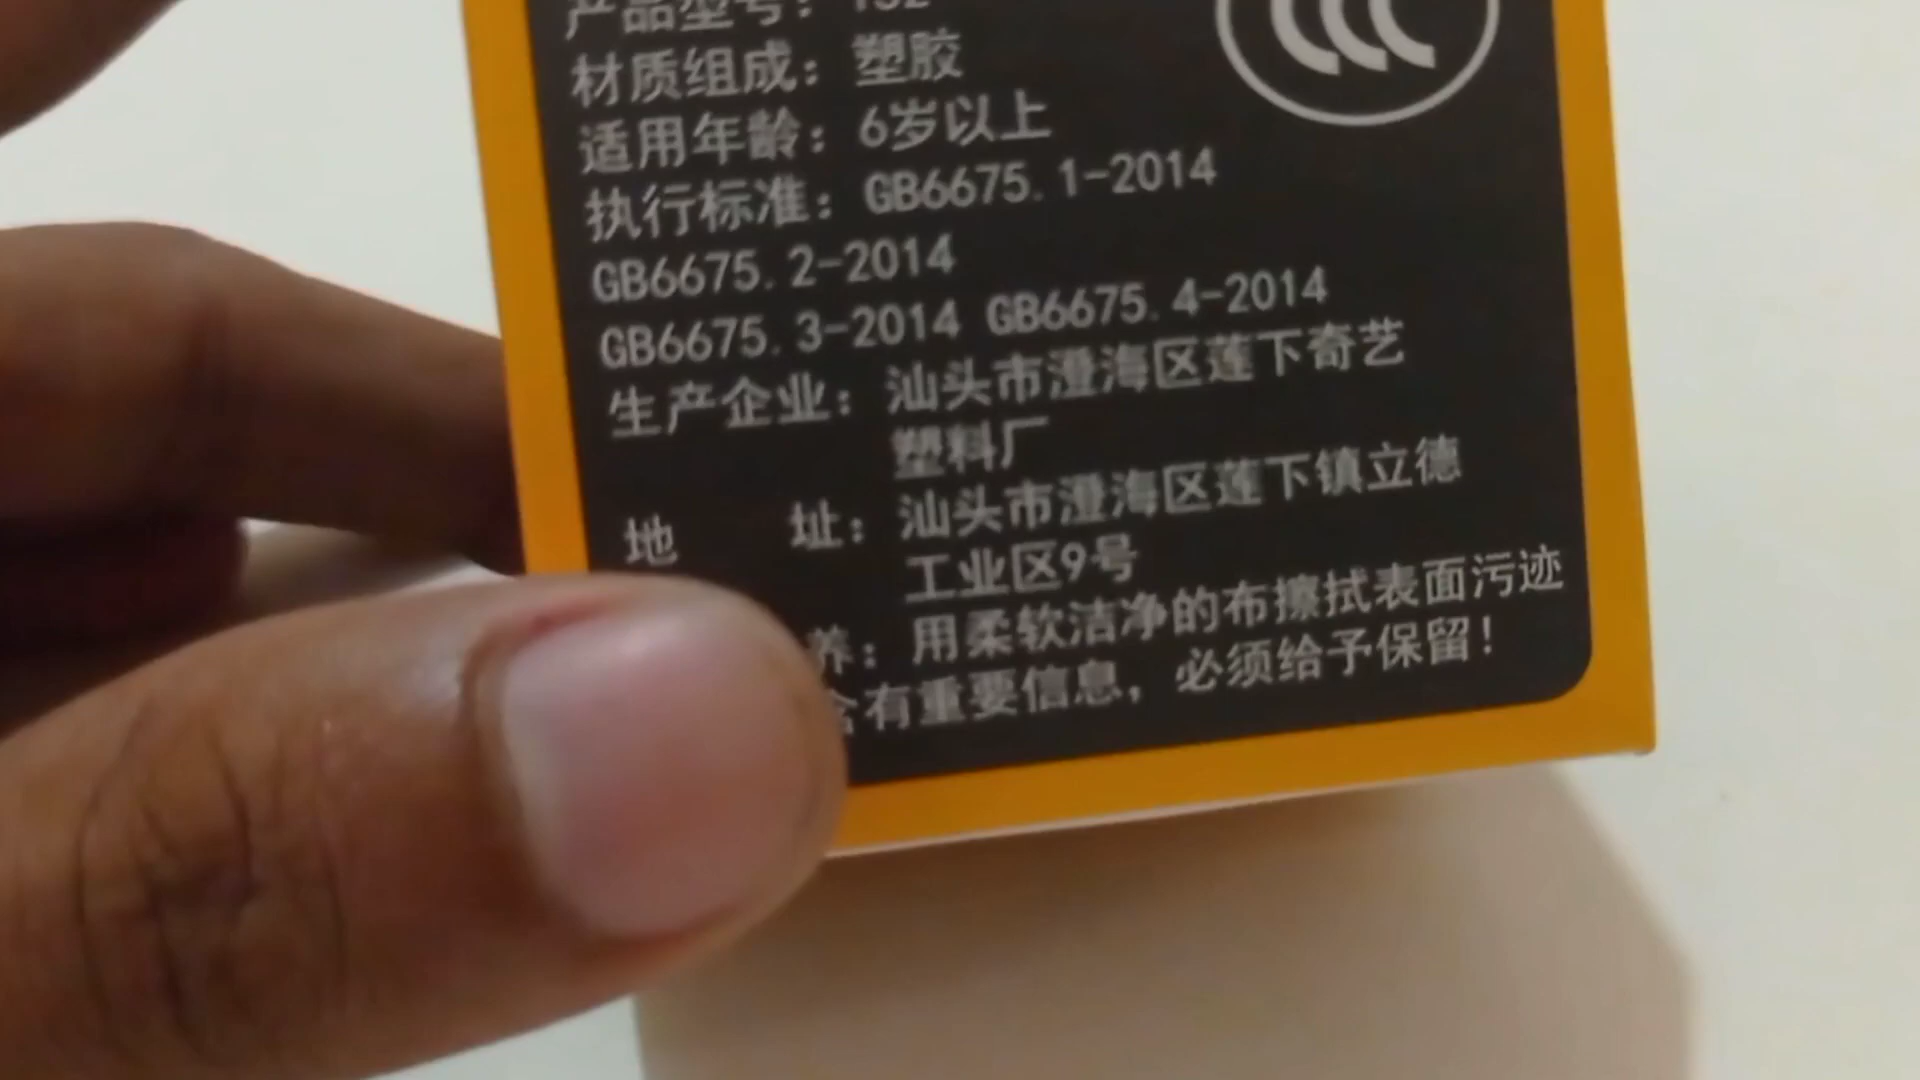 产品型号：
材质组成：塑胶
适用年龄：6岁以上
执行标准：GB6675.1-2014
GB6675.2-2014
GB6675.3-2014 GB6675.4-2014
生产企业：汕头市澄海区莲下奇艺
塑料厂
地 址：汕头市澄海区莲下镇立德
工业区9号
养：用柔软洁净的布擦拭表面污迹
含有重要信息，必须给予保留！